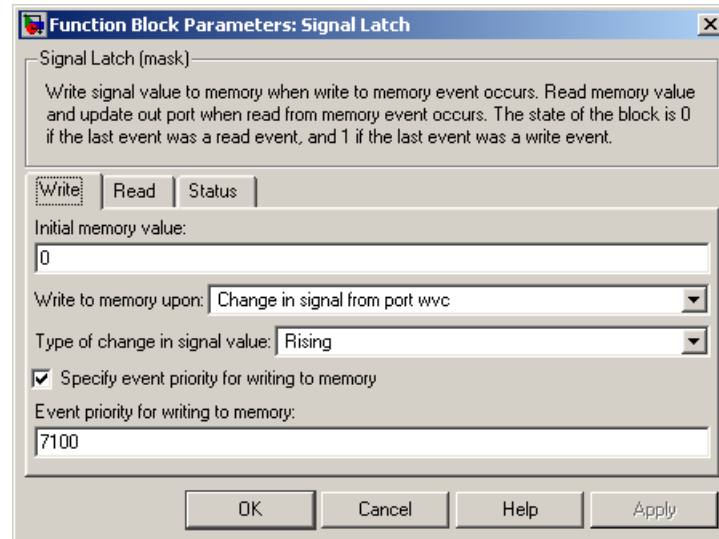 Function Block Parameters: Signal Latch
Signal Latch (mask)
Write signal value to memory when write to memory event occurs. Read memory value
and update out port when read from memory event occurs. The state of the block is 0
if the last event was a read event, and 1 if the last event was a write event.
Write Read Status
Initial memory value:
0
Write to memory upon: Change in signal from port wvc
Type of change in signal value: Rising
Specify event priority for writing to memory
Event priority for writing to memory:
7100
OK Cancel Help Apply